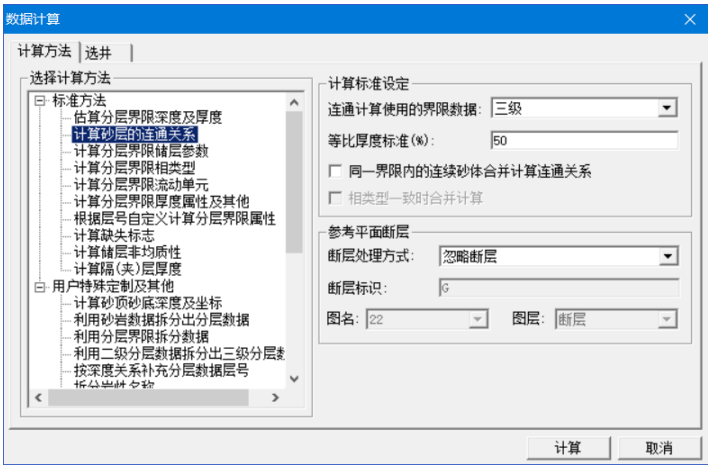 数据计算
计算方法 选井
选择计算方法
标准方法
估算分层界限深度及厚度
计算砂层的连通关系
计算分层界限储层参数
计算分层界限相类型
计算分层界限流动单元
计算分层界限厚度属性及其他
根据层号自定义计算分层界限属性
计算缺失标志
计算储层非均质性
计算隔(夹)层厚度
用户特殊定制及其他
计算砂顶砂底深度及坐标
利用砂岩数据拆分出分层数据
利用分层界限拆分数据
利用二级分层数据拆分出三级分层数
按深度关系补充分层数据层号
拆分岩性名称
计算标准设定
连通计算使用的界限数据: 三级
等比厚度标准(%): 50
同一界限内的连续砂体合并计算连通关系
相类型一致时合并计算
参考平面断层
断层处理方式: 忽略断层
断层标识: G
图名: 22 图层: 断层
计算 取消